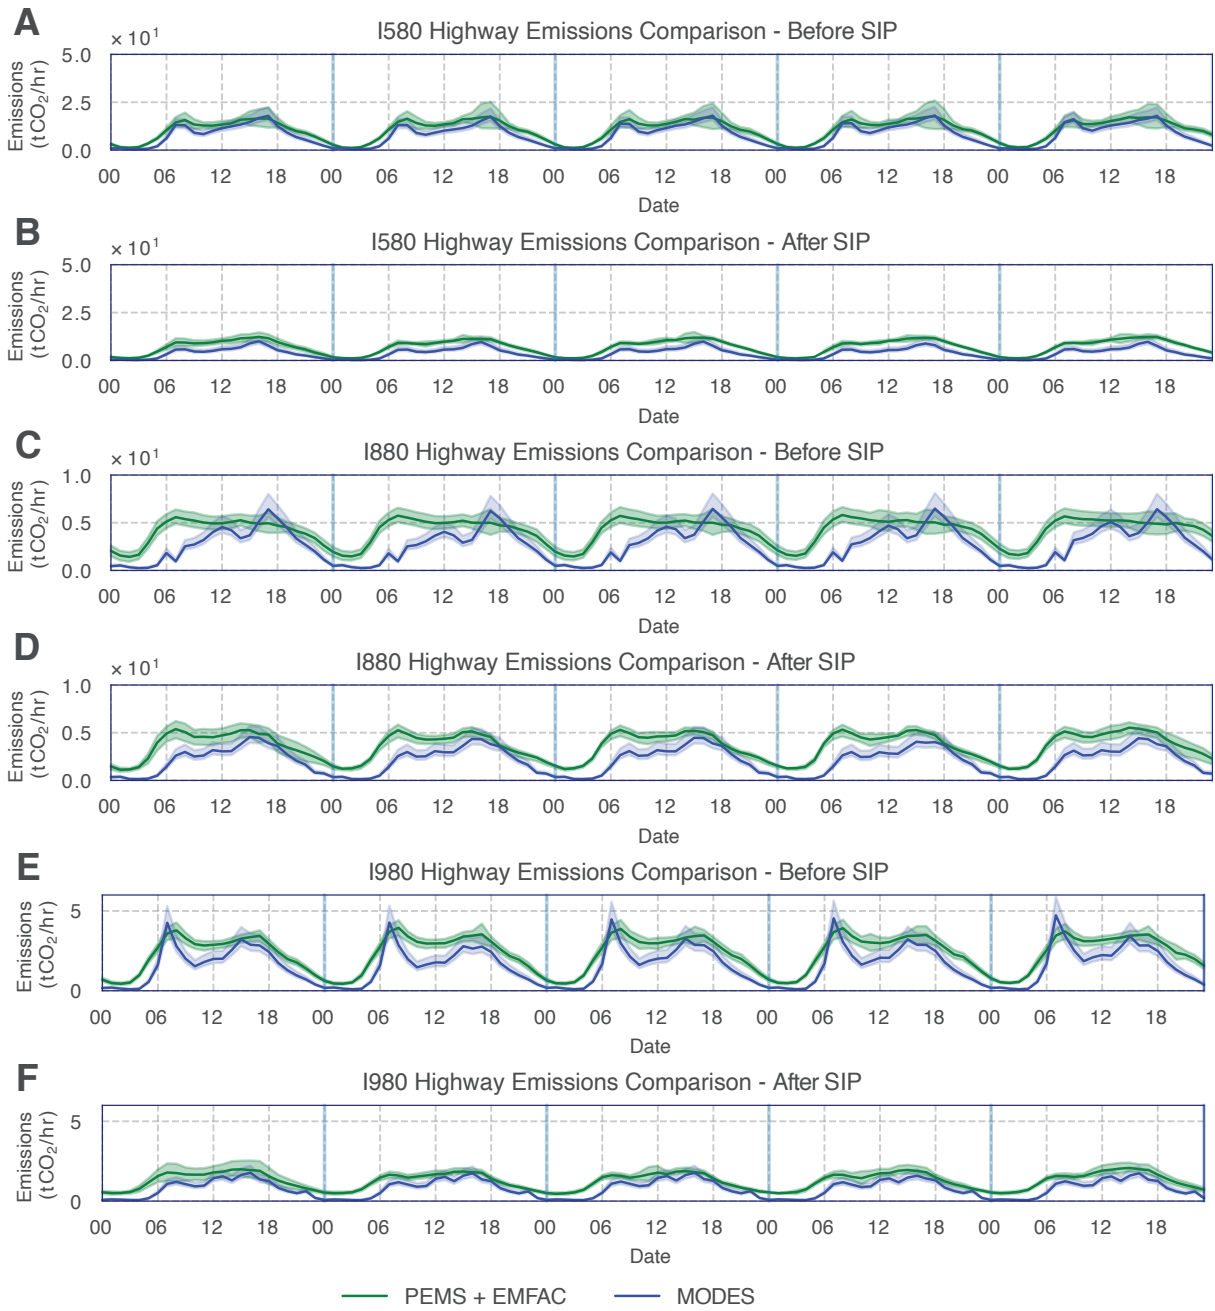 A
I580 Highway Emissions Comparison - Before SIP
× 10¹
Emissions
(tCO₂/hr)
5.0
2.5
0.0
00 06 12 18 00 06 12 18 00 06 12 18 00 06 12 18 00 06 12 18
Date
B
I580 Highway Emissions Comparison - After SIP
× 10¹
Emissions
(tCO₂/hr)
5.0
2.5
0.0
00 06 12 18 00 06 12 18 00 06 12 18 00 06 12 18 00 06 12 18
Date
C
I880 Highway Emissions Comparison - Before SIP
× 10¹
Emissions
(tCO₂/hr)
1.0
0.5
0.0
00 06 12 18 00 06 12 18 00 06 12 18 00 06 12 18 00 06 12 18
Date
D
I880 Highway Emissions Comparison - After SIP
× 10¹
Emissions
(tCO₂/hr)
1.0
0.5
0.0
00 06 12 18 00 06 12 18 00 06 12 18 00 06 12 18 00 06 12 18
Date
E
I980 Highway Emissions Comparison - Before SIP
Emissions
(tCO₂/hr)
5
0
00 06 12 18 00 06 12 18 00 06 12 18 00 06 12 18 00 06 12 18
Date
F
I980 Highway Emissions Comparison - After SIP
Emissions
(tCO₂/hr)
5
0
00 06 12 18 00 06 12 18 00 06 12 18 00 06 12 18 00 06 12 18
Date
PEMS + EMFAC MODES